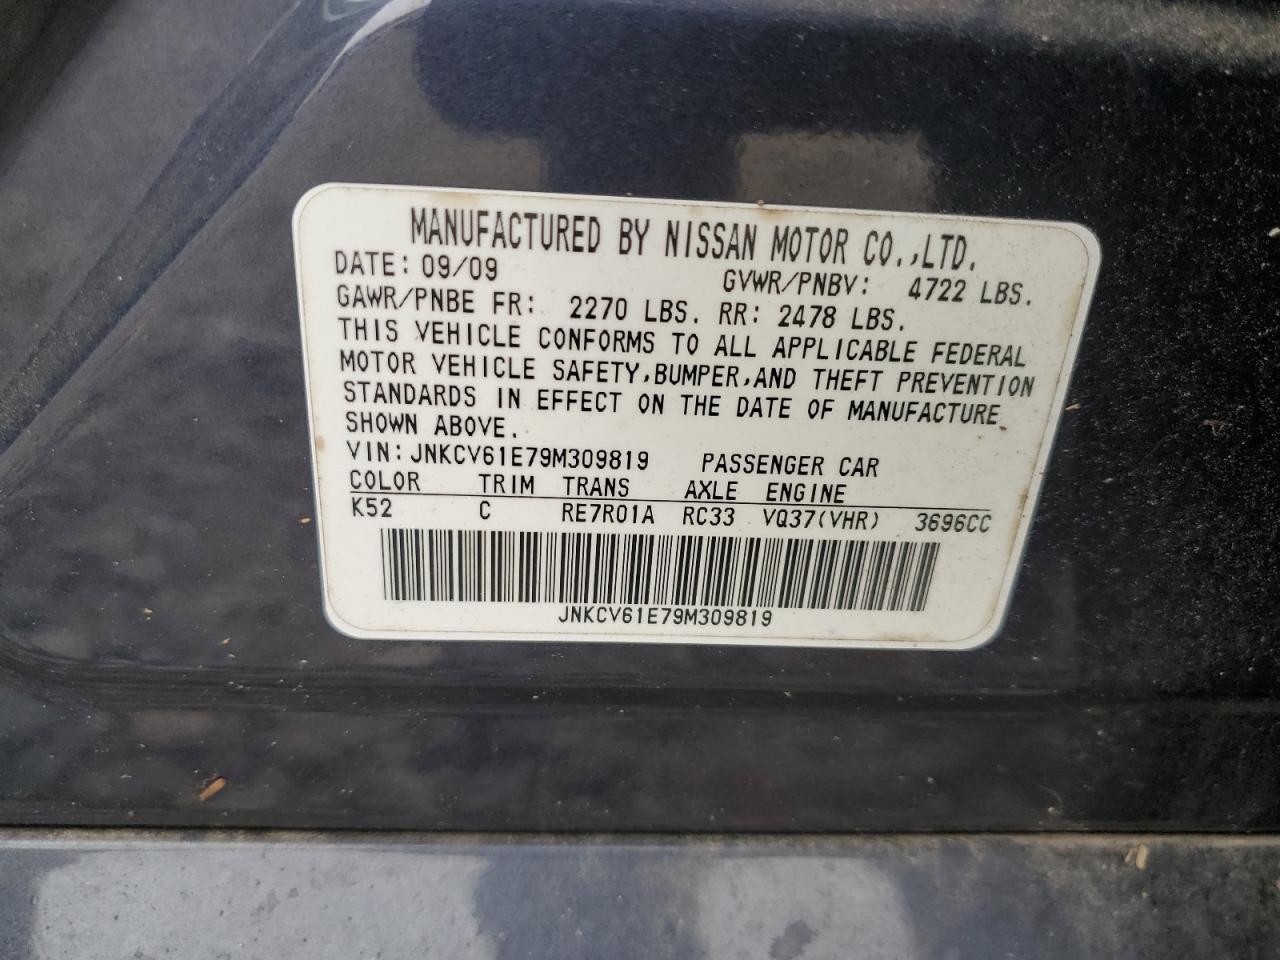 MANUFACTURED BY NISSAN MOTOR CO.,LTD.
DATE: 09/09 GVWR/PNBV: 4722 LBS.
GAWR/PNBE FR: 2270 LBS. RR: 2478 LBS.
THIS VEHICLE CONFORMS TO ALL APPLICABLE FEDERAL
MOTOR VEHICLE SAFETY,BUMPER,AND THEFT PREVENTION
STANDARDS IN EFFECT ON THE DATE OF MANUFACTURE
SHOWN ABOVE.
VIN: JNKCV61E79M309819 PASSENGER CAR
COLOR TRIM TRANS AXLE ENGINE
K52 C RE7R01A RC33 VQ37(VHR) 3696CC
JNKCV61E79M309819